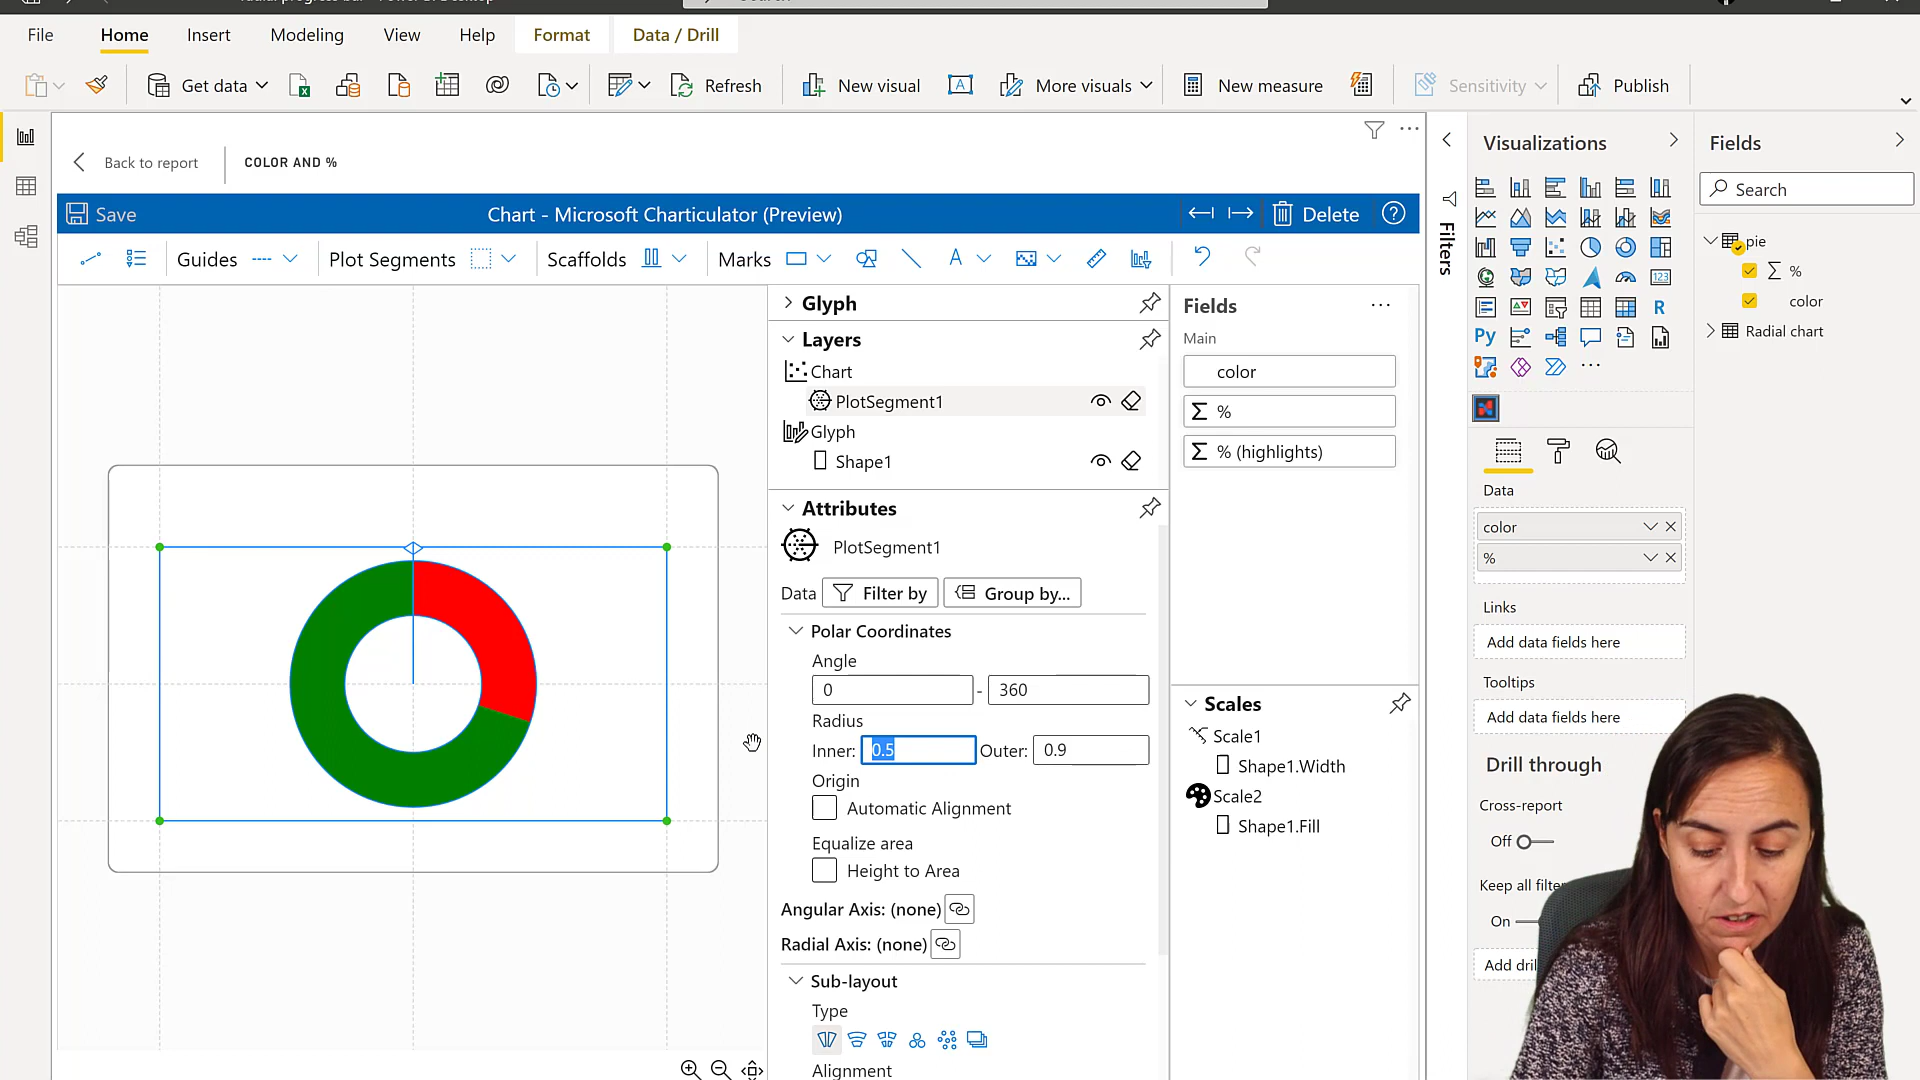 File
Home
Insert
Modeling
View
Help
Format
Data / Drill
Get data
Refresh
New visual
More visuals
New measure
Sensitivity
Publish
Back to report
COLOR AND %
Save
Chart - Microsoft Charticulator (Preview)
Delete
Guides
Plot Segments
Scaffolds
Marks
Glyph
Layers
Chart
PlotSegment1
Glyph
Shape1
Attributes
PlotSegment1
Data
Filter by
Group by...
Polar Coordinates
Angle
0
-
360
Radius
Inner:
0.5
Outer:
0.9
Origin
Automatic Alignment
Equalize area
Height to Area
Angular Axis: (none)
Radial Axis: (none)
Sub-layout
Type
Alignment
Fields
Main
color
%
% (highlights)
Scales
Scale1
Shape1.Width
Scale2
Shape1.Fill
Filters
Visualizations
Data
color
%
Links
Add data fields here
Tooltips
Add data fields here
Drill through
Cross-report
Off
Keep all filte
On
Add dril
Fields
Search
pie
%
color
Radial chart